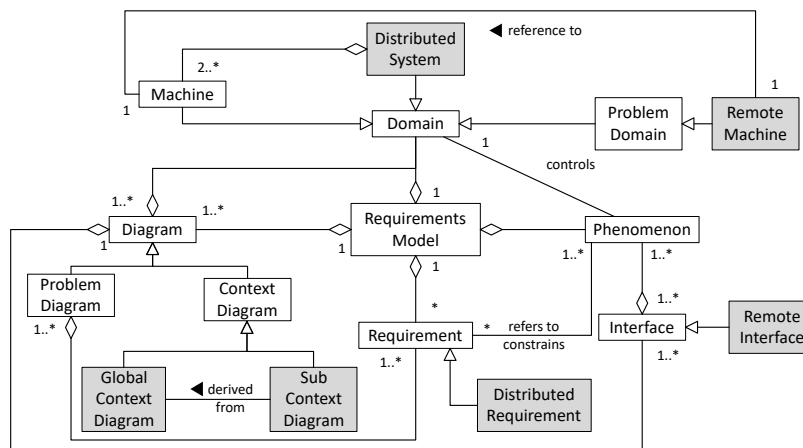 Distributed
System
◀ reference to
2..*
Machine
1
1
Domain
Problem
Domain
Remote
Machine
1
controls
1..*
1..*
Diagram
1
1
Requirements
Model
1
1
Phenomenon
1..*
1..*
Problem
Diagram
1..*
Context
Diagram
*
Requirement
1..*
*
refers to
constrains
1..*
Interface
1..*
Remote
Interface
Global
Context
Diagram
◀ derived
from
Sub
Context
Diagram
Distributed
Requirement